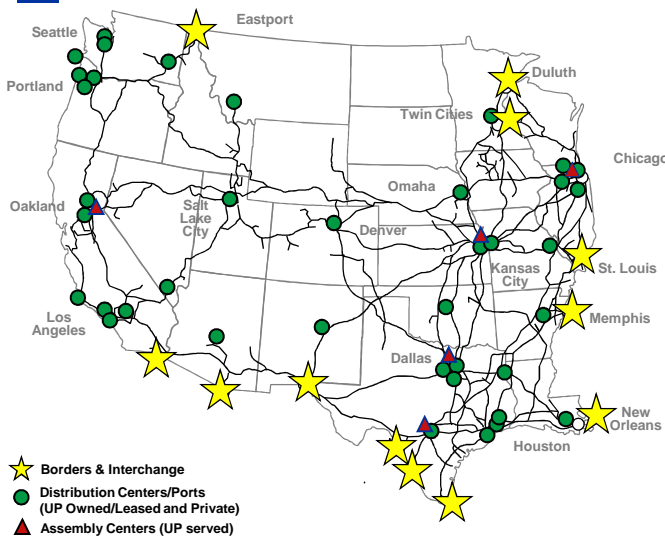 Eastport
Seattle
Duluth
Portland
Twin Cities
Chicago
Omaha
Oakland
Salt
Lake
City
Denver
Kansas
City
St. Louis
Los
Angeles
Memphis
Dallas
New
Orleans
Houston
Borders & Interchange
Distribution Centers/Ports
(UP Owned/Leased and Private)
Assembly Centers (UP served)